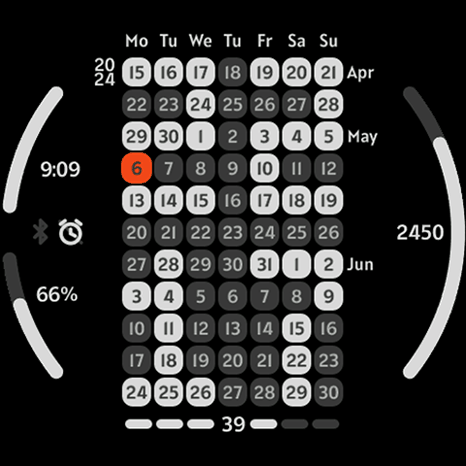 Mo Tu We Tu Fr Sa Su
20
24
15 16 17 18 19 20 21 Apr
22 23 24 25 26 27 28
29 30 1 2 3 4 5 May
6 7 8 9 10 11 12
9:09
13 14 15 16 17 18 19
20 21 22 23 24 25 26
2450
27 28 29 30 31 1 2 Jun
66%
3 4 5 6 7 8 9
10 11 12 13 14 15 16
17 18 19 20 21 22 23
24 25 26 27 28 29 30
39